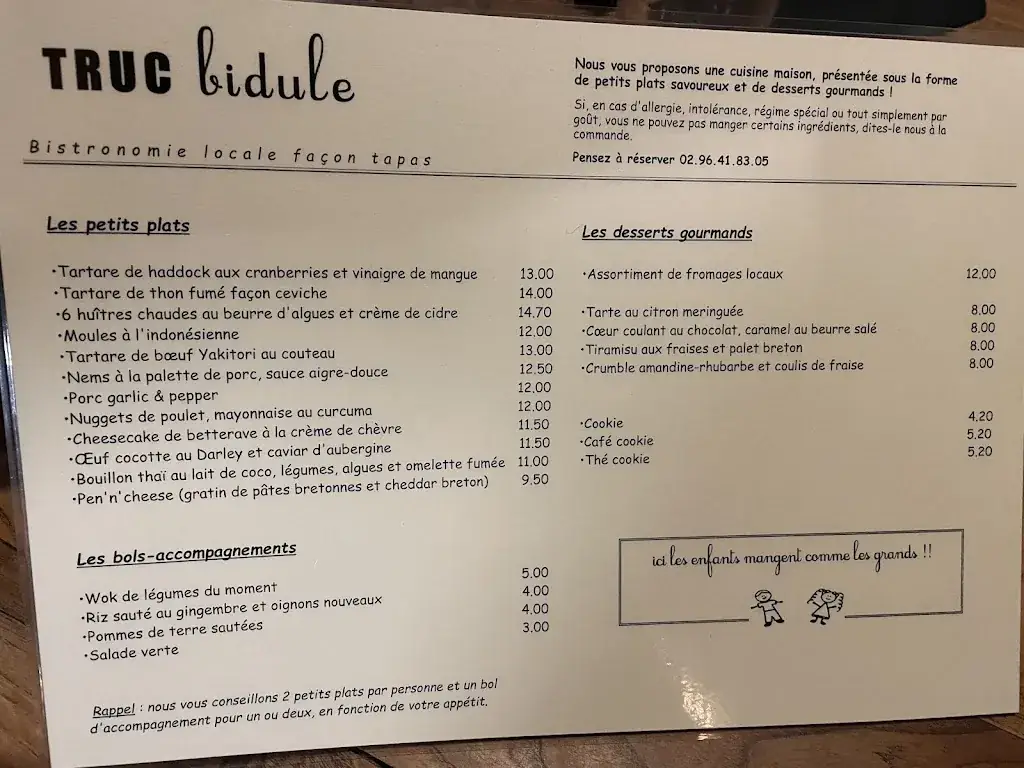 TRUC bidule
Bistronomie locale façon tapas
Nous vous proposons une cuisine maison, présentée sous la forme
de petits plats savoureux et de desserts gourmands !
Si, en cas d'allergie, intolérance, régime spécial ou tout simplement par
goût, vous ne pouvez pas manger certains ingrédients, dites-le nous à la
commande.
Pensez à réserver 02.96.41.83.05
Les petits plats
·Tartare de haddock aux cranberries et vinaigre de mangue 13.00
·Tartare de thon fumé façon ceviche 14.00
·6 huîtres chaudes au beurre d'algues et crème de cidre 14.70
·Moules à l'indonésienne 12.00
·Tartare de bœuf Yakitori au couteau 13.00
·Nems à la palette de porc, sauce aigre-douce 12.50
·Porc garlic & pepper 12.00
·Nuggets de poulet, mayonnaise au curcuma 12.00
·Cheesecake de betterave à la crème de chèvre 11.50
·Œuf cocotte au Darley et caviar d'aubergine 11.50
·Bouillon thaï au lait de coco, légumes, algues et omelette fumée 11.00
·Pen'n'cheese (gratin de pâtes bretonnes et cheddar breton) 9.50
Les bols-accompagnements
·Wok de légumes du moment 5.00
·Riz sauté au gingembre et oignons nouveaux 4.00
·Pommes de terre sautées 4.00
·Salade verte 3.00
Rappel : nous vous conseillons 2 petits plats par personne et un bol
d'accompagnement pour un ou deux, en fonction de votre appétit.
Les desserts gourmands
·Assortiment de fromages locaux 12.00
·Tarte au citron meringuée 8.00
·Cœur coulant au chocolat, caramel au beurre salé 8.00
·Tiramisu aux fraises et palet breton 8.00
·Crumble amandine-rhubarbe et coulis de fraise 8.00
·Cookie 4.20
·Café cookie 5.20
·Thé cookie 5.20
ici les enfants mangent comme les grands !!